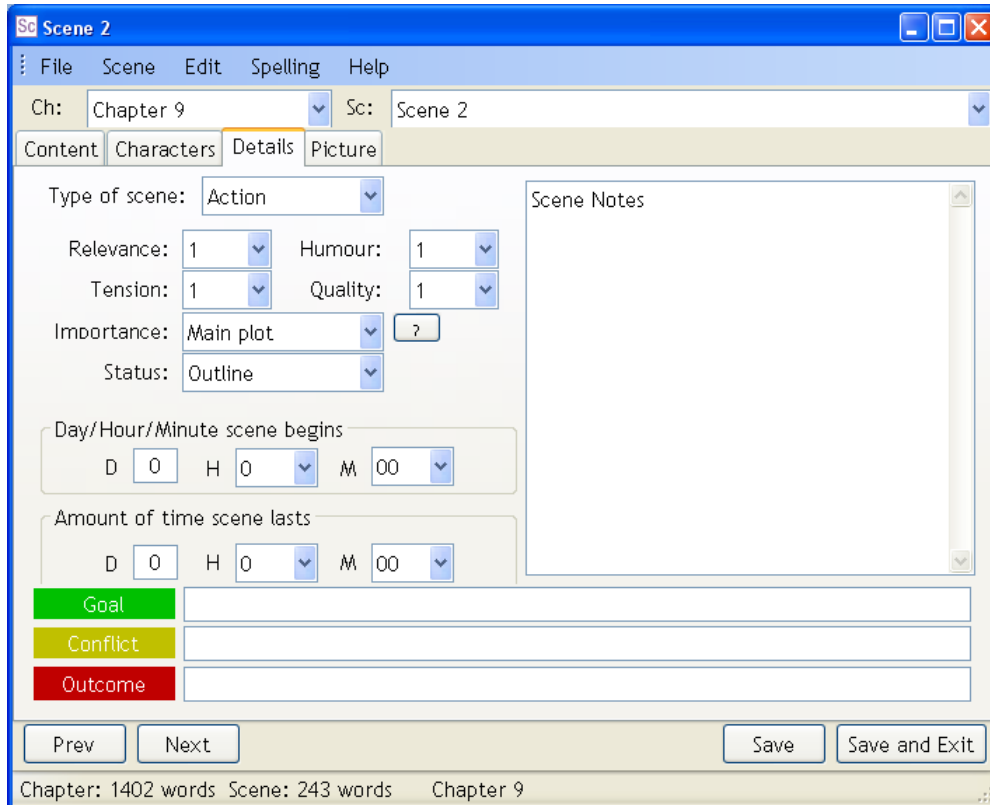 Sc Scene 2
File Scene Edit Spelling Help
Ch: Chapter 9 Sc: Scene 2
Content Characters Details Picture
Type of scene: Action
Scene Notes
Relevance: 1 Humour: 1
Tension: 1 Quality: 1
Importance: Main plot ?
Status: Outline
Day/Hour/Minute scene begins
D 0 H 0 M 00
Amount of time scene lasts
D 0 H 0 M 00
Goal
Conflict
Outcome
Prev Next Save Save and Exit
Chapter: 1402 words Scene: 243 words Chapter 9